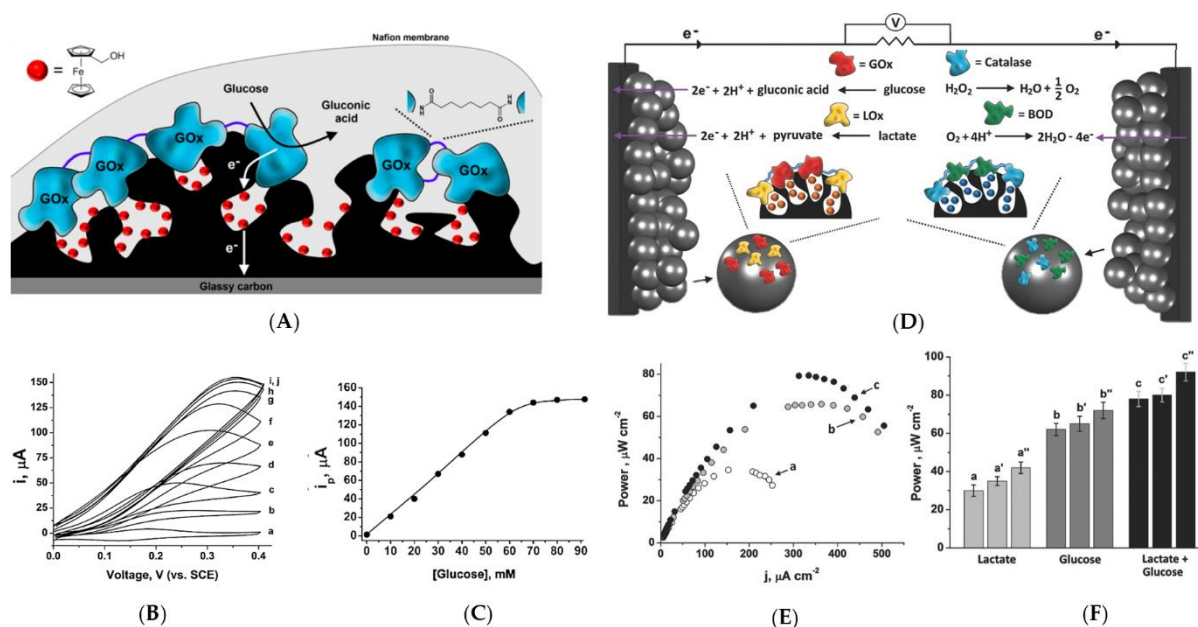 Nafion membrane
OH
Fe
=
Glucose
Gluconic
acid
O
H
N
N
H
O
GOx
GOx
GOx
GOx
GOx
e-
e-
Glassy carbon
(A)
V
e-
e-
= GOx
= Catalase
2e- + 2H+ + gluconic acid
glucose
H2O2
H2O + 1/2 O2
= LOx
= BOD
2e- + 2H+ + pyruvate
lactate
O2 + 4H+
2H2O - 4e-
(D)
i, µA
150
125
100
75
50
25
0
i, j
h
g
f
e
d
c
b
a
0.0 0.1 0.2 0.3 0.4
Voltage, V (vs. SCE)
(B)
ip, µA
160
140
120
100
80
60
40
20
0
0 10 20 30 40 50 60 70 80 90
[Glucose], mM
(C)
Power , µW cm-2
80
60
40
20
0
c
b
a
0 100 200 300 400 500
j, µA cm-2
(E)
Power , µW cm-2
100
80
60
40
20
0
a a' a''
b b' b''
c c' c''
Lactate
Glucose
Lactate +
Glucose
(F)